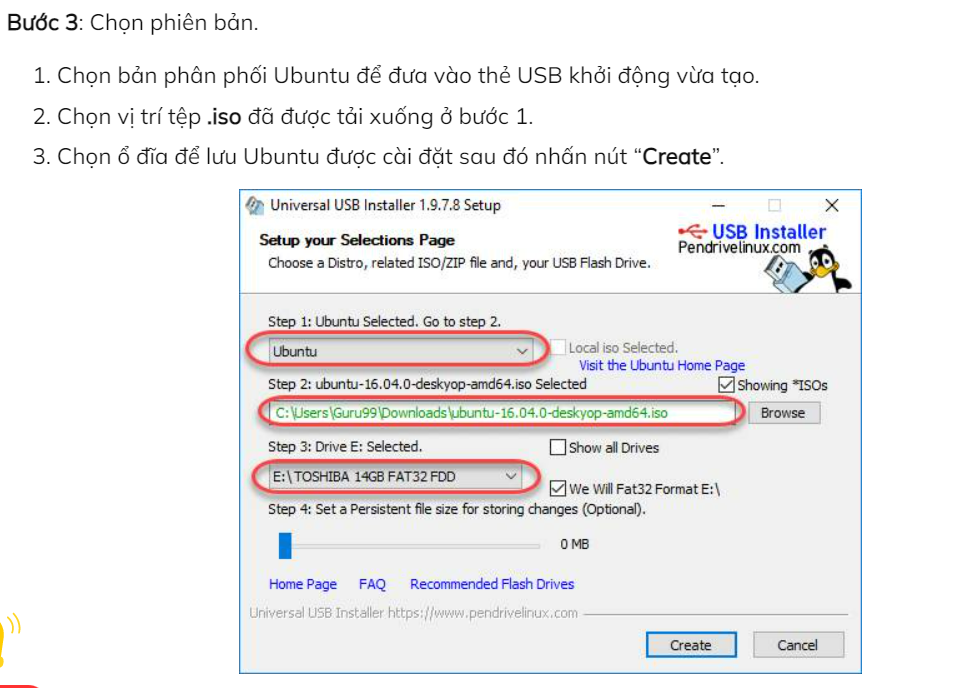 Bước 3: Chọn phiên bản.
1. Chọn bản phân phối Ubuntu để đưa vào thẻ USB khởi động vừa tạo.
2. Chọn vị trí tệp .iso đã được tải xuống ở bước 1.
3. Chọn ổ đĩa để lưu Ubuntu được cài đặt sau đó nhấn nút “Create”.
Universal USB Installer 1.9.7.8 Setup
Setup your Selections Page
Choose a Distro, related ISO/ZIP file and, your USB Flash Drive.
USB Installer
Pendrivelinux.com
Step 1: Ubuntu Selected. Go to step 2.
Ubuntu
Local iso Selected.
Visit the Ubuntu Home Page
Step 2: ubuntu-16.04.0-deskyop-amd64.iso Selected
Showing *ISOs
C:\Users\Guru99\Downloads\ubuntu-16.04.0-deskyop-amd64.iso
Browse
Step 3: Drive E: Selected.
Show all Drives
E:\ TOSHIBA 14GB FAT32 FDD
We Will Fat32 Format E:\
Step 4: Set a Persistent file size for storing changes (Optional).
0 MB
Home Page FAQ Recommended Flash Drives
Universal USB Installer https://www.pendrivelinux.com
Create Cancel